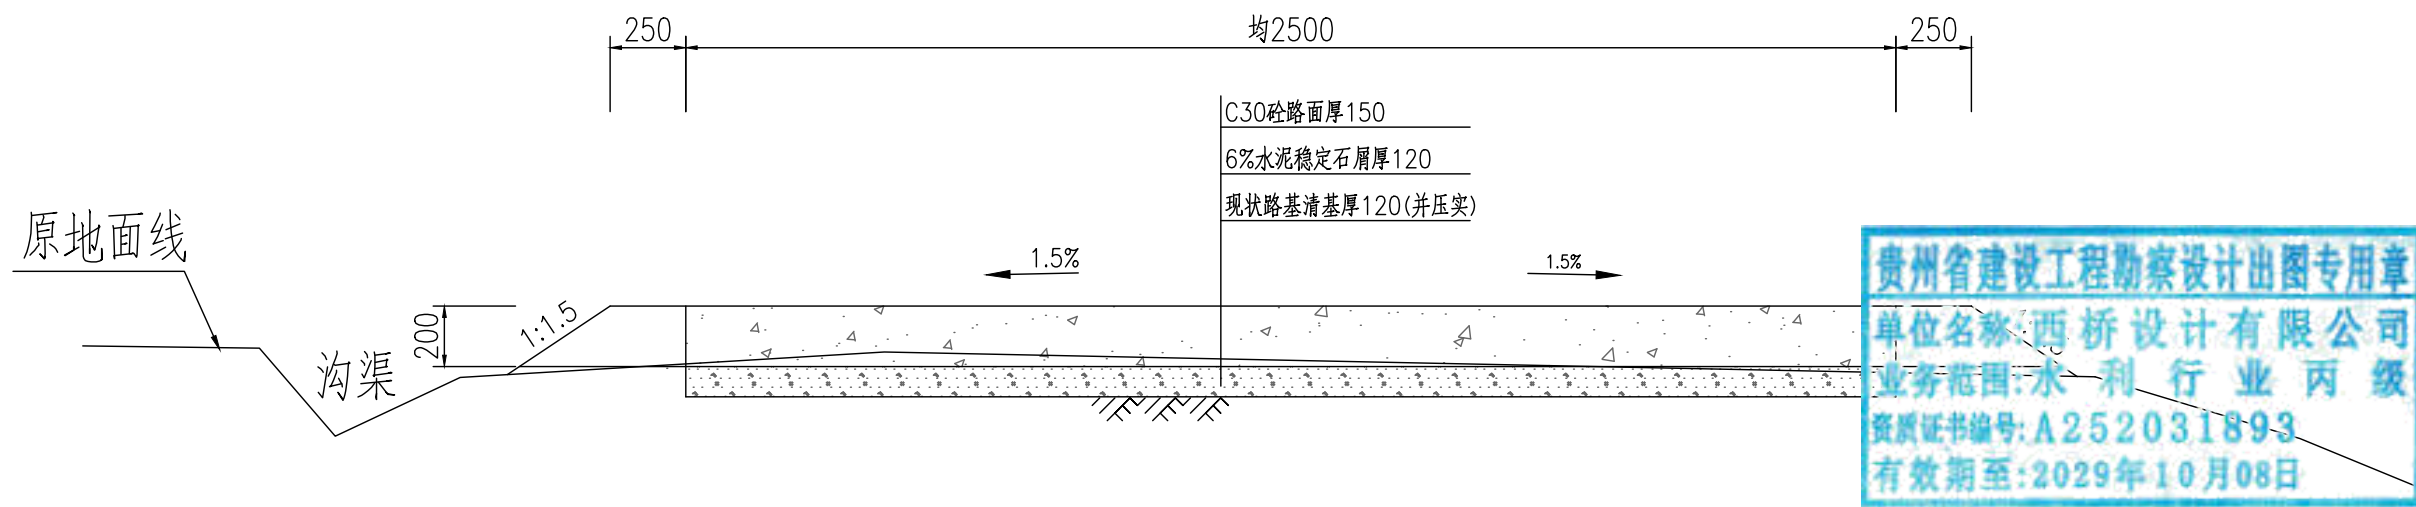 250
均2500
250
C30砼路面厚150
6%水泥稳定石屑厚120
现状路基清基厚120(并压实)
原地面线
1.5%
1.5%
200
1:1.5
沟渠
贵州省建设工程勘察设计出图专用章
单位名称:西桥设计有限公司
业务范围:水利行业丙级
资质证书编号:A252031893
有效期至:2029年10月08日